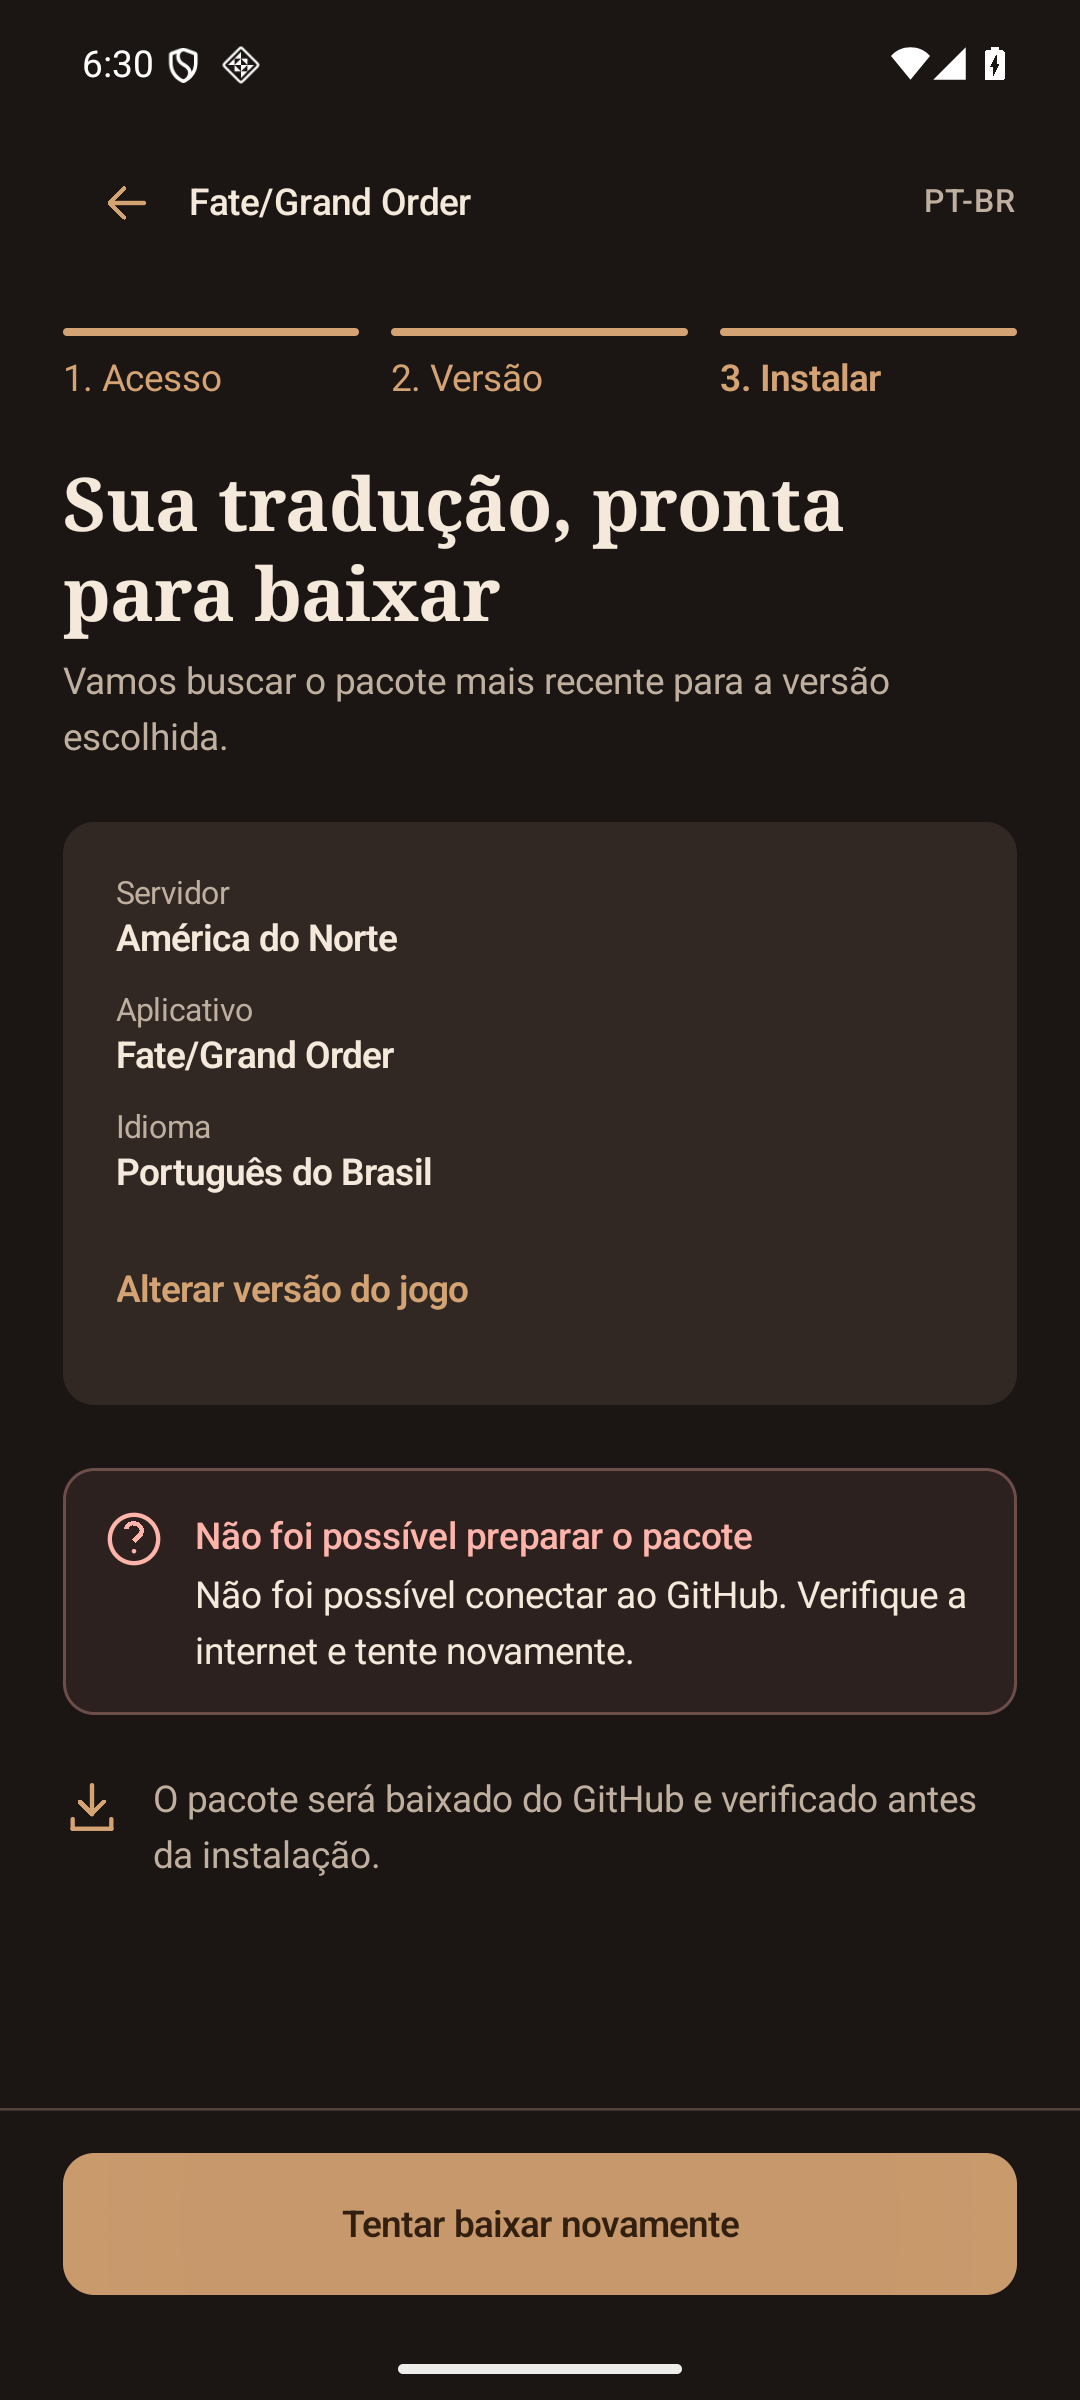 6:30
Fate/Grand Order
PT-BR
1. Acesso
2. Versão
3. Instalar
Sua tradução, pronta
para baixar
Vamos buscar o pacote mais recente para a versão
escolhida.
Servidor
América do Norte
Aplicativo
Fate/Grand Order
Idioma
Português do Brasil
Alterar versão do jogo
Não foi possível preparar o pacote
Não foi possível conectar ao GitHub. Verifique a
internet e tente novamente.
O pacote será baixado do GitHub e verificado antes
da instalação.
Tentar baixar novamente